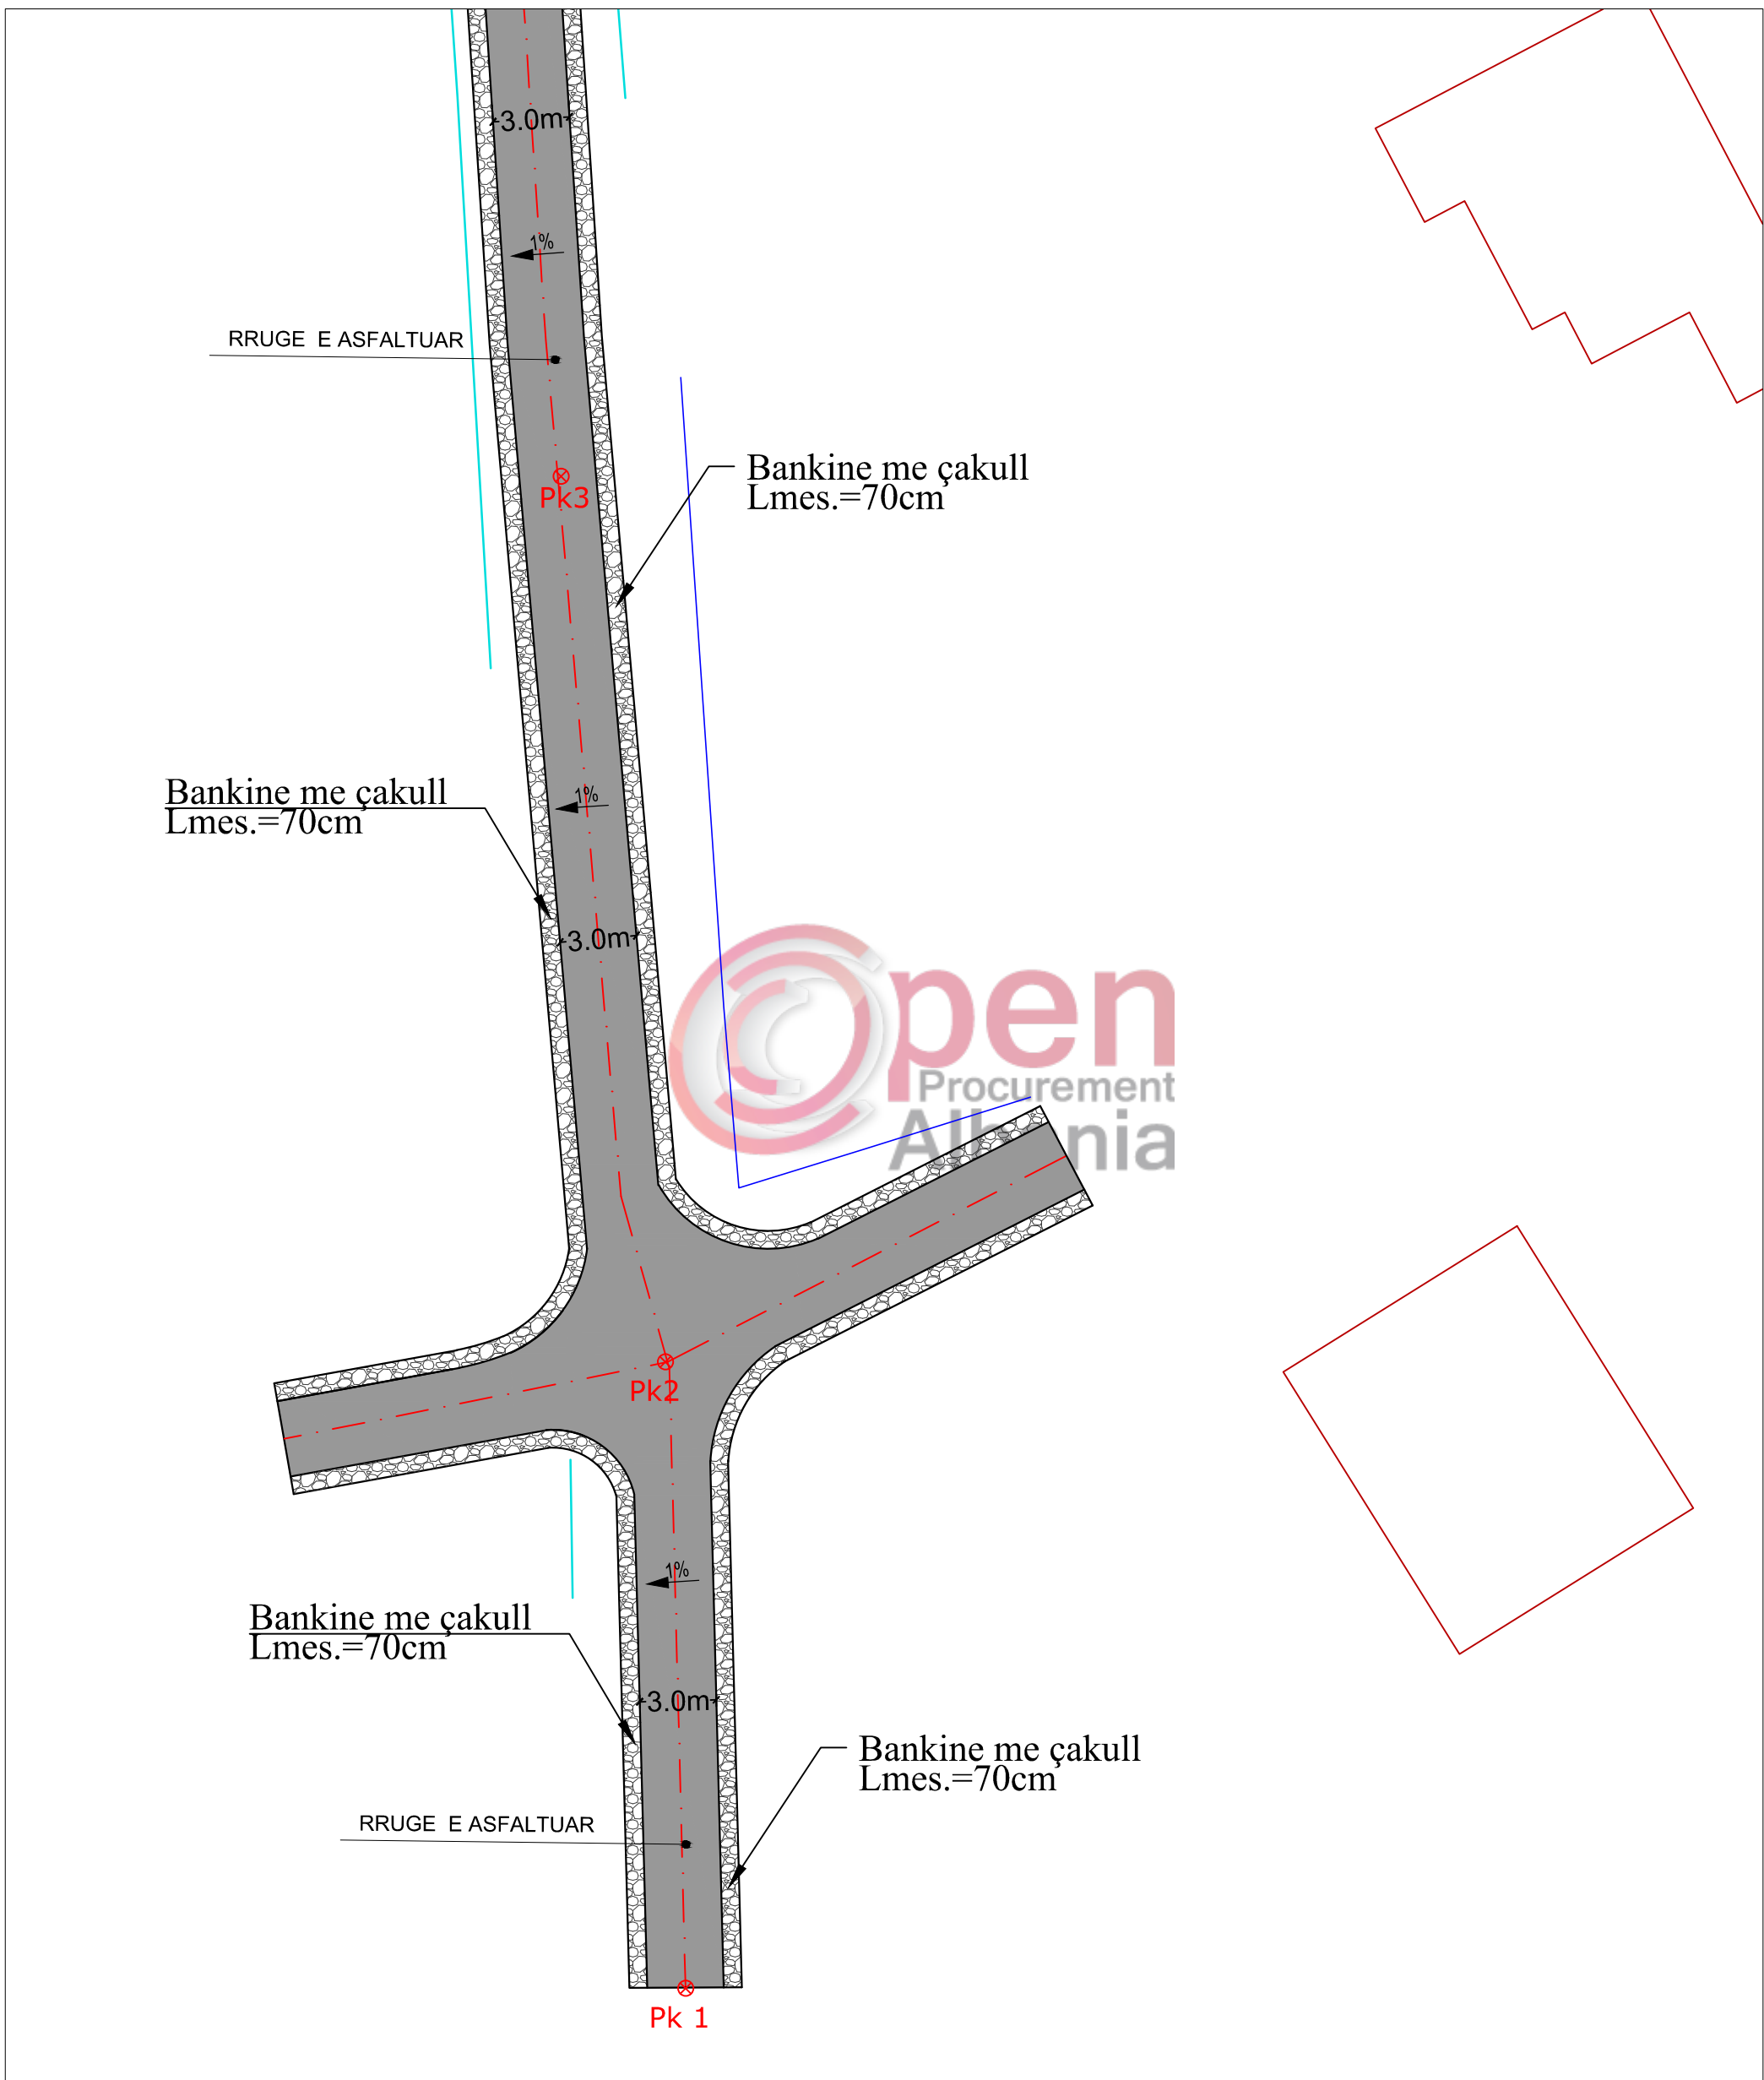 3.0m
1%
RRUGE E ASFALTUAR
Bankine me çakull
Lmes.=70cm
Pk3
Bankine me çakull
Lmes.=70cm
1%
3.0m
Open
Procurement
Albania
Pk2
1%
Bankine me çakull
Lmes.=70cm
3.0m
Bankine me çakull
Lmes.=70cm
RRUGE E ASFALTUAR
Pk 1